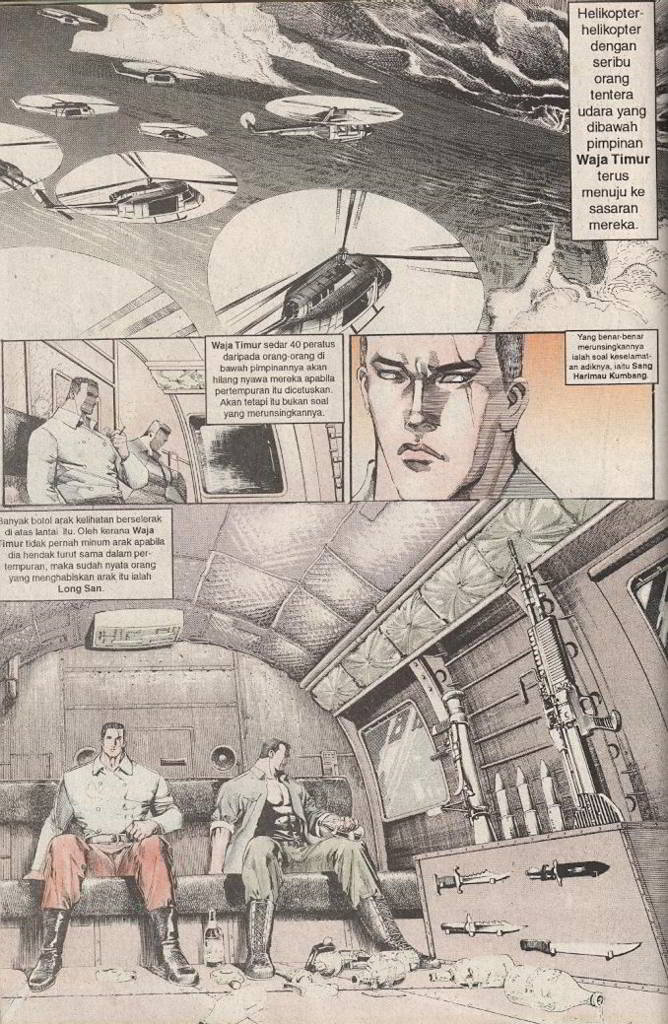 Helikopter-
helikopter
dengan
seribu
orang
tentera
udara yang
dibawah
pimpinan
Waja Timur
terus
menuju ke
sasaran
mereka.
Waja Timur sedar 40 peratus
daripada orang-orang di
bawah pimpinannya akan
hilang nyawa mereka apabila
pertempuran itu dicetuskan.
Akan tetapi itu bukan soal
yang merunsingkannya.
Yang benar-benar
merunsingkannya
ialah soal keselamat-
an adiknya, iaitu Sang
Harimau Kumbang.
Banyak botol arak kelihatan berselerak
di atas lantai itu. Oleh kerana Waja
Timur tidak pernah minum arak apabila
dia hendak turut sama dalam per-
tempuran, maka sudah nyata orang
yang menghabiskan arak itu ialah
Long San.